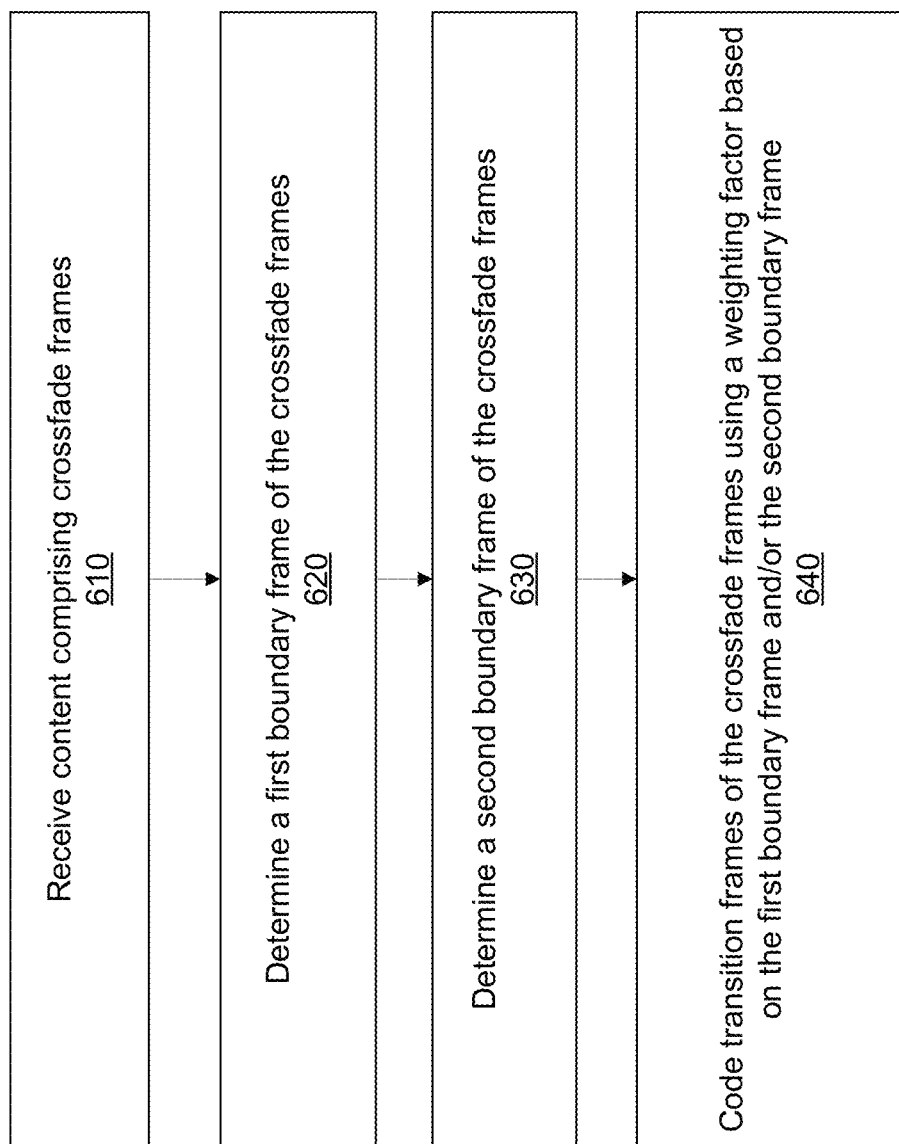 Receive content comprising crossfade frames
610
Determine a first boundary frame of the crossfade frames
620
Determine a second boundary frame of the crossfade frames
630
Code transition frames of the crossfade frames using a weighting factor based
on the first boundary frame and/or the second boundary frame
640